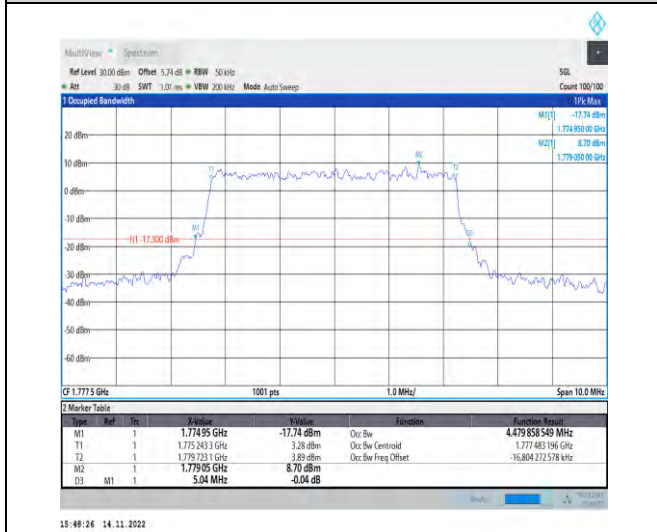 MultiView Spectrum
Ref Level 30.00 dBm Offset 5.74 dB RBW 50 kHz SGL
Att 30 dB SWT 1.01 ms VBW 200 kHz Mode Auto Sweep Count 100/100
1 Occupied Bandwidth 1Pk Max
M1[1] -17.74 dBm
1.774 950 00 GHz
M2[1] 8.70 dBm
1.779 050 00 GHz
20 dBm
10 dBm
0 dBm
-10 dBm
-20 dBm
-30 dBm
-40 dBm
-50 dBm
-60 dBm
T1
M2
T2
M1
D3
H1 -17.300 dBm
CF 1.777 5 GHz 1001 pts 1.0 MHz/ Span 10.0 MHz
2 Marker Table
Type Ref Trc X-Value Y-Value Function Function Result
M1 1 1.774 95 GHz -17.74 dBm Occ Bw 4.479 858 549 MHz
T1 1 1.775 243 3 GHz 3.28 dBm Occ Bw Centroid 1.777 483 196 GHz
T2 1 1.779 723 1 GHz 3.89 dBm Occ Bw Freq Offset -16.804 272 578 kHz
M2 1 1.779 05 GHz 8.70 dBm
D3 M1 1 5.04 MHz -0.04 dB
15:48:26 14.11.2022